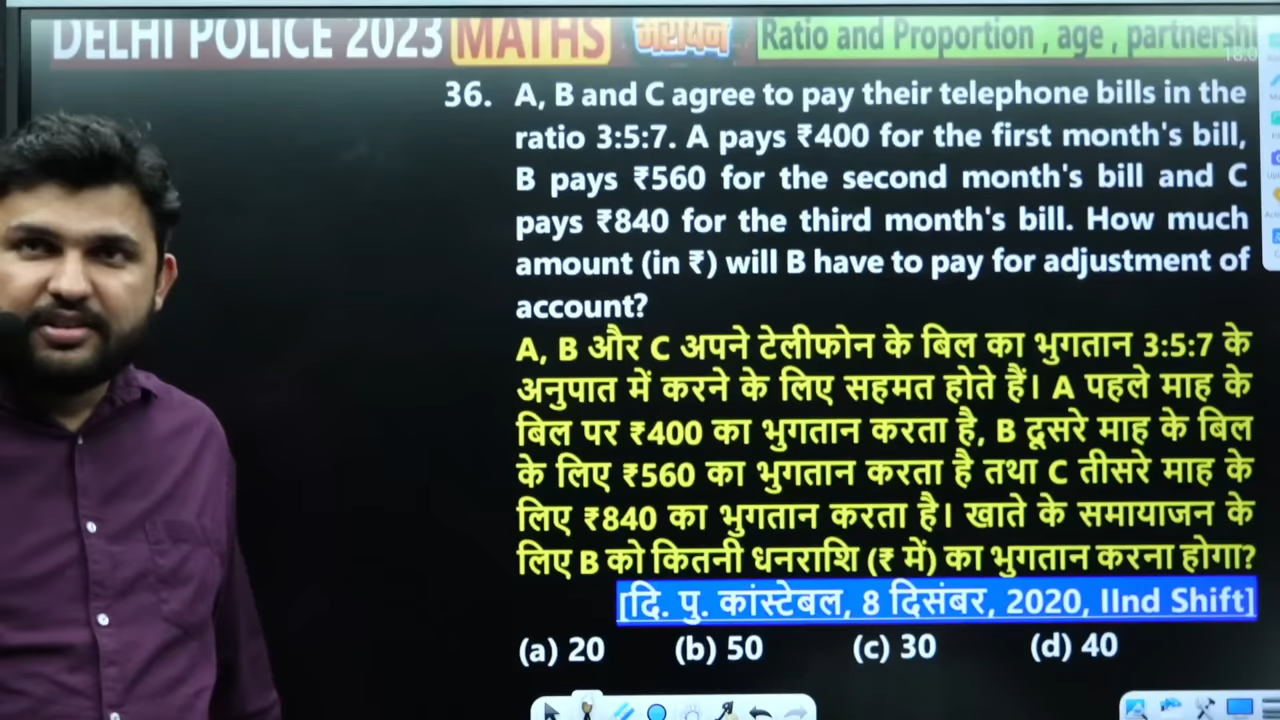 DELHI POLICE 2023 MATHS मैराथन Ratio and Proportion , age , partnershi
36. A, B and C agree to pay their telephone bills in the
ratio 3:5:7. A pays ₹400 for the first month's bill,
B pays ₹560 for the second month's bill and C
pays ₹840 for the third month's bill. How much
amount (in ₹) will B have to pay for adjustment of
account?
A, B और C अपने टेलीफोन के बिल का भुगतान 3:5:7 के
अनुपात में करने के लिए सहमत होते हैं। A पहले माह के
बिल पर ₹400 का भुगतान करता है, B दूसरे माह के बिल
के लिए ₹560 का भुगतान करता है तथा C तीसरे माह के
लिए ₹840 का भुगतान करता है। खाते के समायाजन के
लिए B को कितनी धनराशि (₹ में) का भुगतान करना होगा?
[दि. पु. कांस्टेबल, 8 दिसंबर, 2020, IInd Shift]
(a) 20 (b) 50 (c) 30 (d) 40